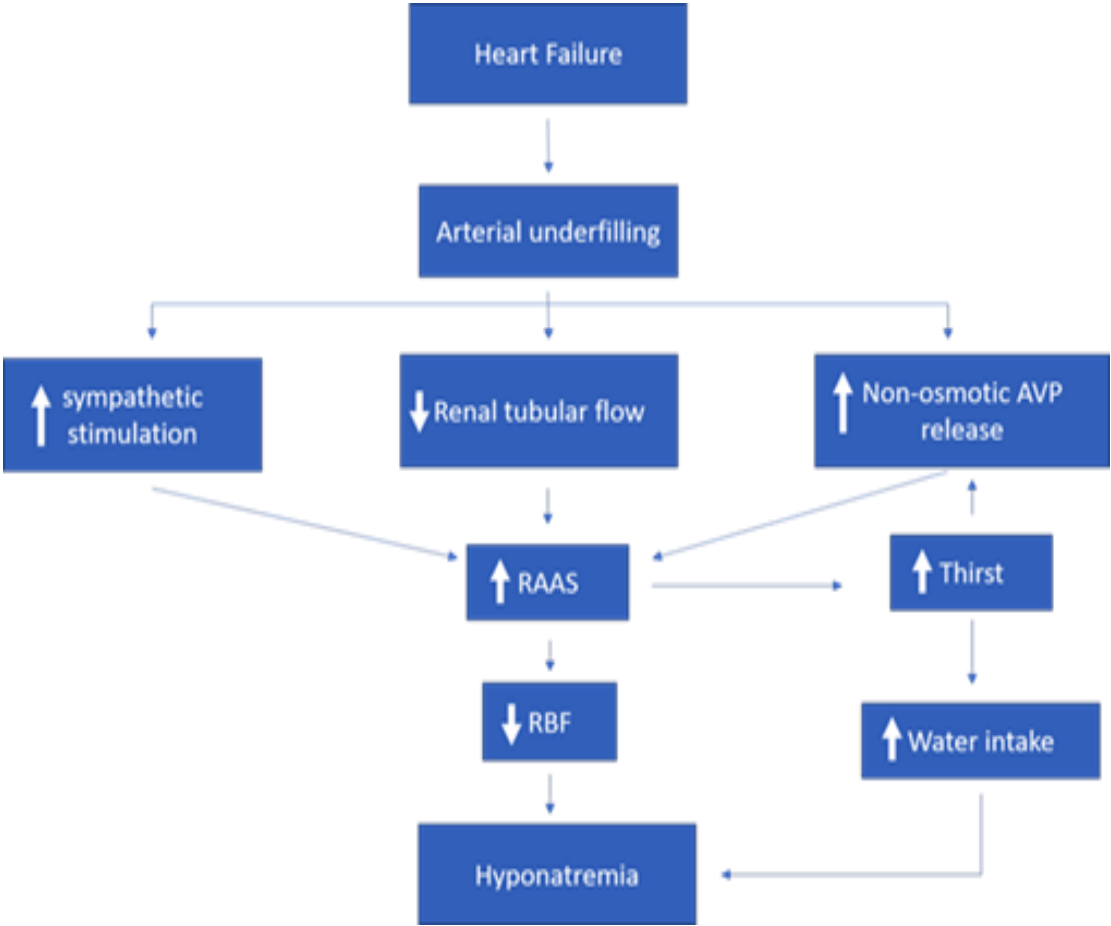 Heart Failure
Arterial underfilling
sympathetic
stimulation
Renal tubular flow
Non-osmotic AVP
release
RAAS
Thirst
RBF
Water intake
Hyponatremia